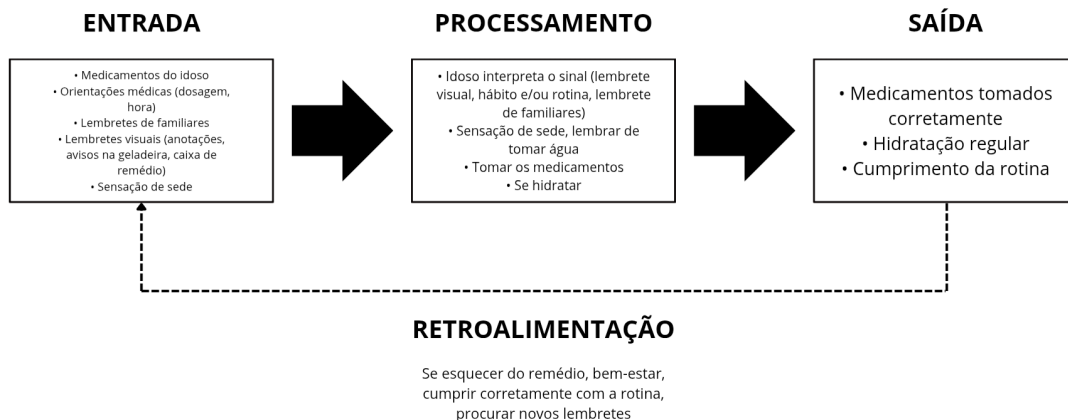 ENTRADA
• Medicamentos do idoso
• Orientações médicas (dosagem,
hora)
• Lembretes de familiares
• Lembretes visuais (anotações,
avisos na geladeira, caixa de
remédio)
• Sensação de sede
PROCESSAMENTO
• Idoso interpreta o sinal (lembrete
visual, hábito e/ou rotina, lembrete
de familiares)
• Sensação de sede, lembrar de
tomar água
• Tomar os medicamentos
• Se hidratar
SAÍDA
• Medicamentos tomados
corretamente
• Hidratação regular
• Cumprimento da rotina
RETROALIMENTAÇÃO
Se esquecer do remédio, bem-estar,
cumprir corretamente com a rotina,
procurar novos lembretes